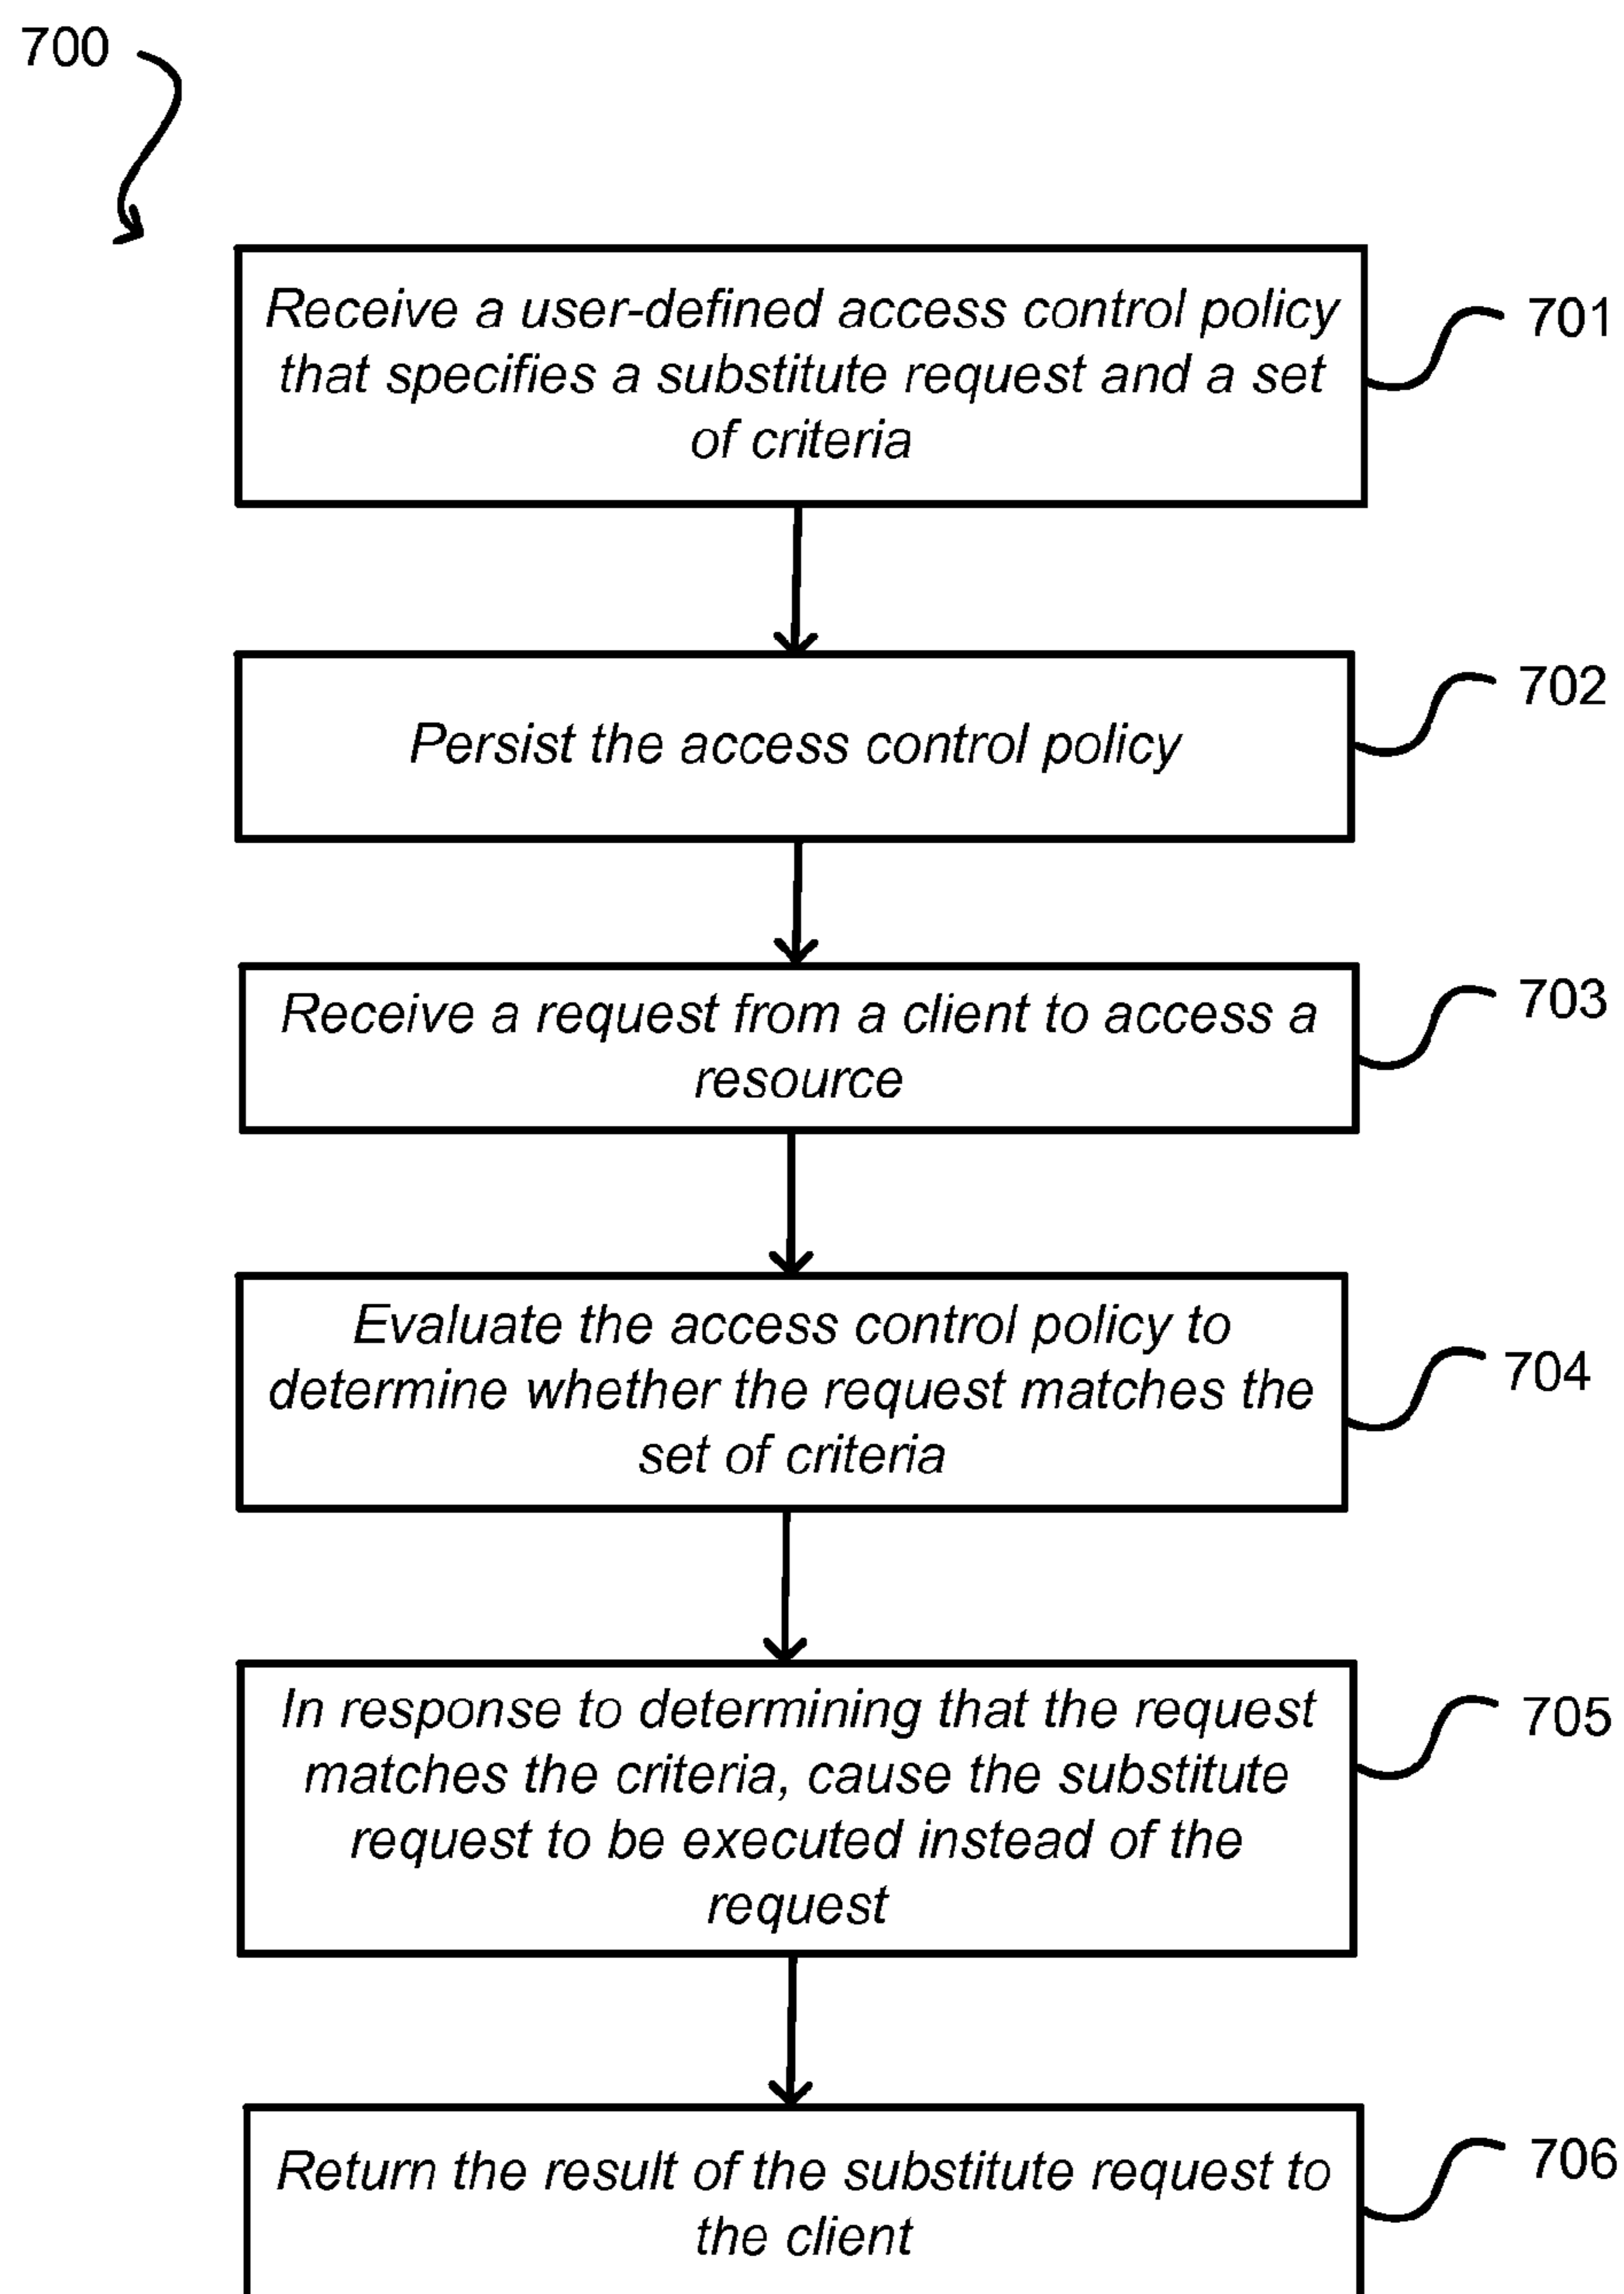 700
Receive a user-defined access control policy
that specifies a substitute request and a set
of criteria
701
Persist the access control policy
702
Receive a request from a client to access a
resource
703
Evaluate the access control policy to
determine whether the request matches the
set of criteria
704
In response to determining that the request
matches the criteria, cause the substitute
request to be executed instead of the
request
705
Return the result of the substitute request to
the client
706